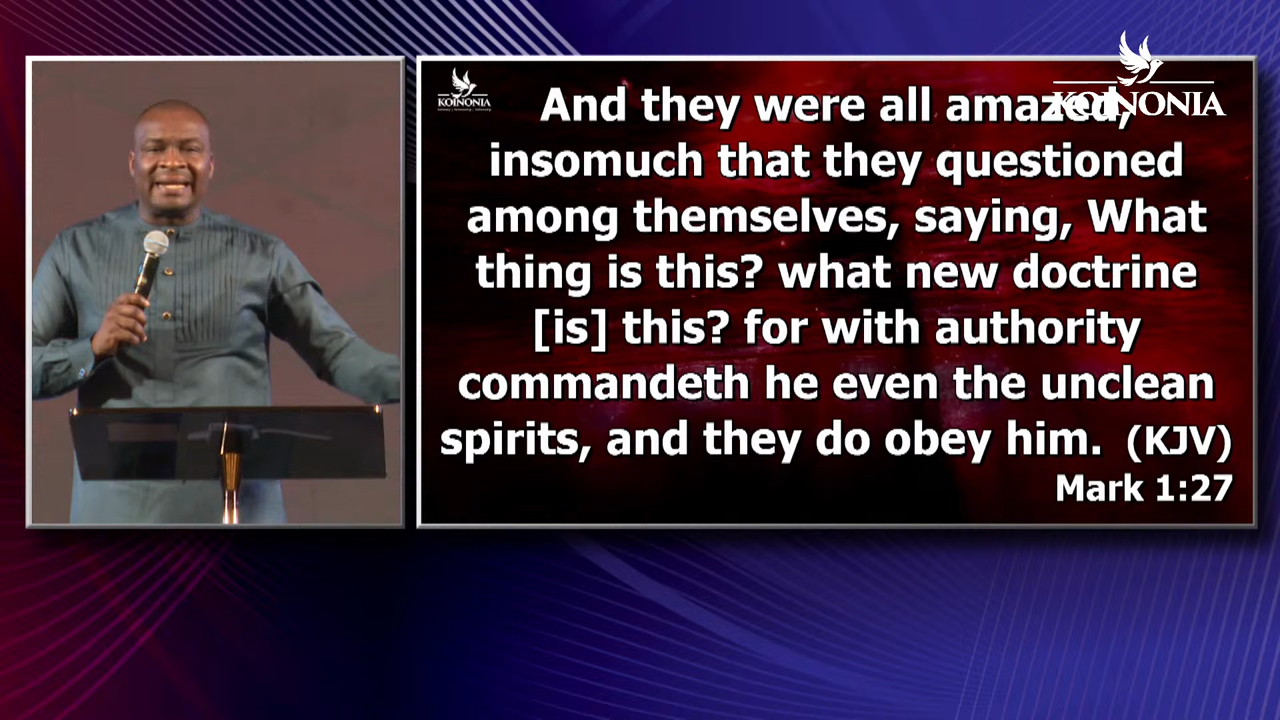 KOINONIA
KOINONIA
And they were all amazed,
insomuch that they questioned
among themselves, saying, What
thing is this? what new doctrine
[is] this? for with authority
commandeth he even the unclean
spirits, and they do obey him. (KJV)
Mark 1:27